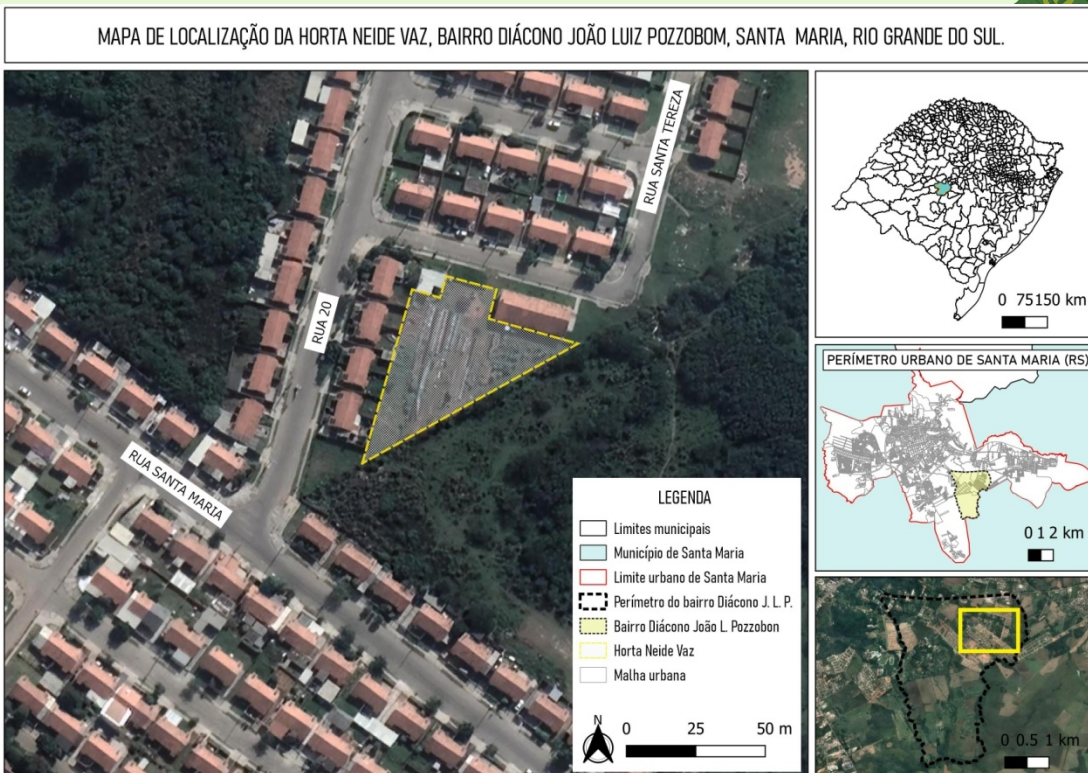 MAPA DE LOCALIZAÇÃO DA HORTA NEIDE VAZ, BAIRRO DIÁCONO JOÃO LUIZ POZZOBOM, SANTA MARIA, RIO GRANDE DO SUL.
RUA SANTA TEREZA
RUA 20
RUA SANTA MARIA
LEGENDA
Limites municipais
Município de Santa Maria
Limite urbano de Santa Maria
Perímetro do bairro Diácono J. L. P.
Bairro Diácono João L. Pozzobon
Horta Neide Vaz
Malha urbana
N
0 25 50 m
0 75150 km
PERÍMETRO URBANO DE SANTA MARIA (RS)
0 1 2 km
0 0.5 1 km